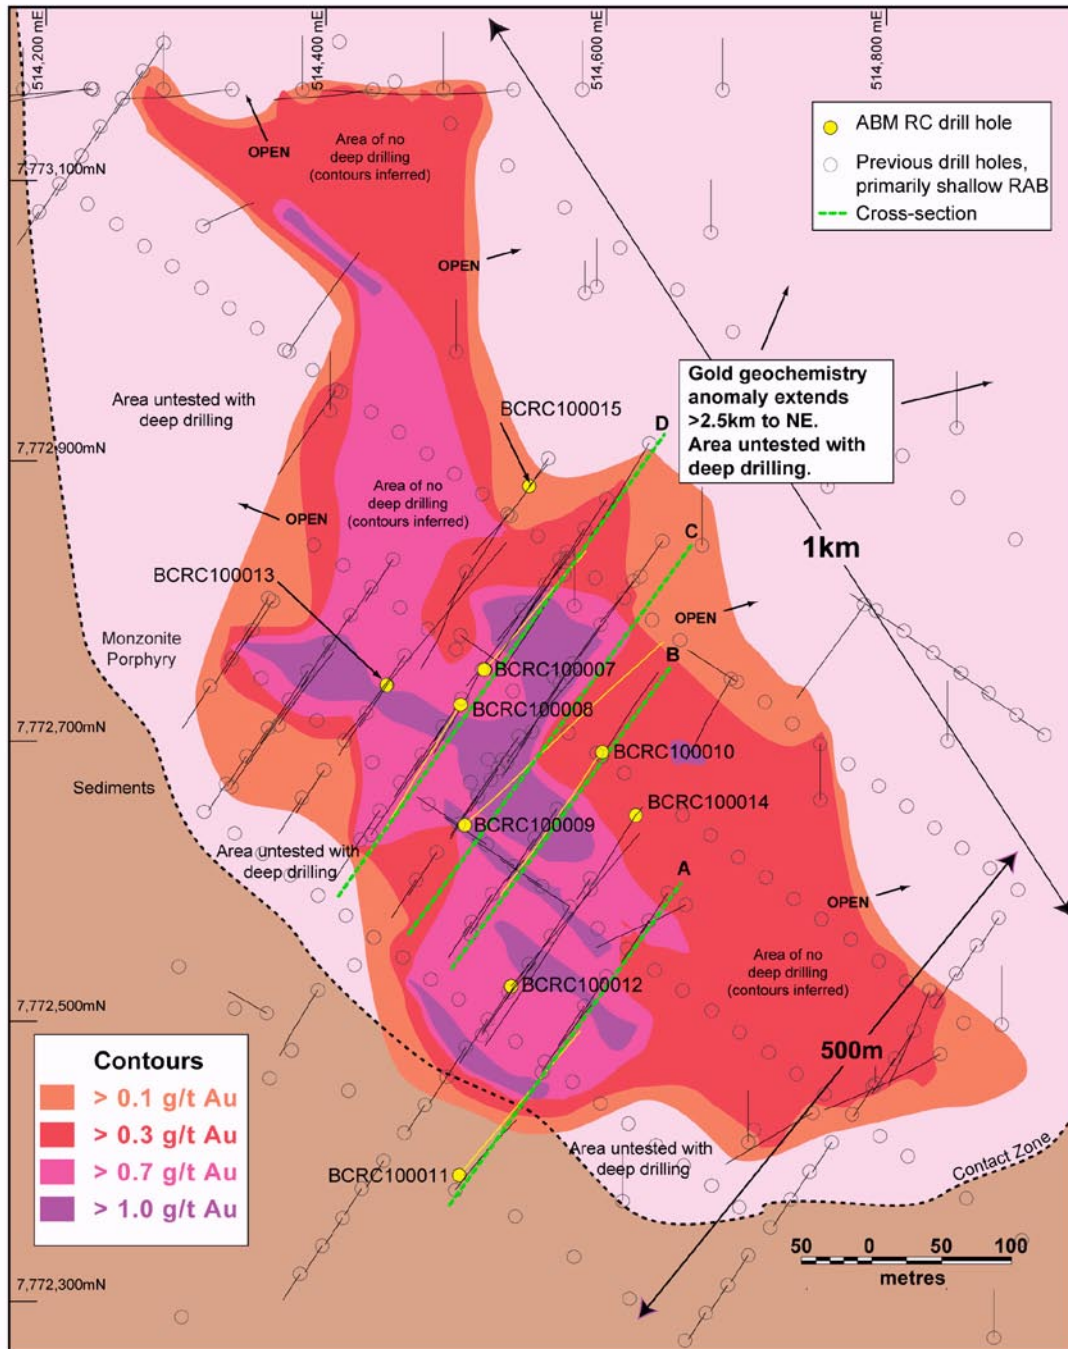 514,200 mE
514,400 mE
514,600 mE
514,800 mE
ABM RC drill hole
Previous drill holes,
primarily shallow RAB
Cross-section
OPEN
Area of no
deep drilling
(contours inferred)
7,773,100mN
OPEN
Gold geochemistry
anomaly extends
>2.5km to NE.
Area untested with
deep drilling.
Area untested with
deep drilling
BCRC100015
D
7,772,900mN
Area of no
deep drilling
(contours inferred)
OPEN
C
1km
BCRC100013
OPEN
Monzonite
Porphyry
B
BCRC100007
BCRC100008
7,772,700mN
BCRC100010
Sediments
BCRC100014
BCRC100009
Area untested with
deep drilling
A
OPEN
Area of no
deep drilling
(contours inferred)
BCRC100012
7,772,500mN
500m
Contours
> 0.1 g/t Au
> 0.3 g/t Au
> 0.7 g/t Au
> 1.0 g/t Au
Area untested with
deep drilling
Contact Zone
BCRC100011
50 0 50 100
metres
7,772,300mN